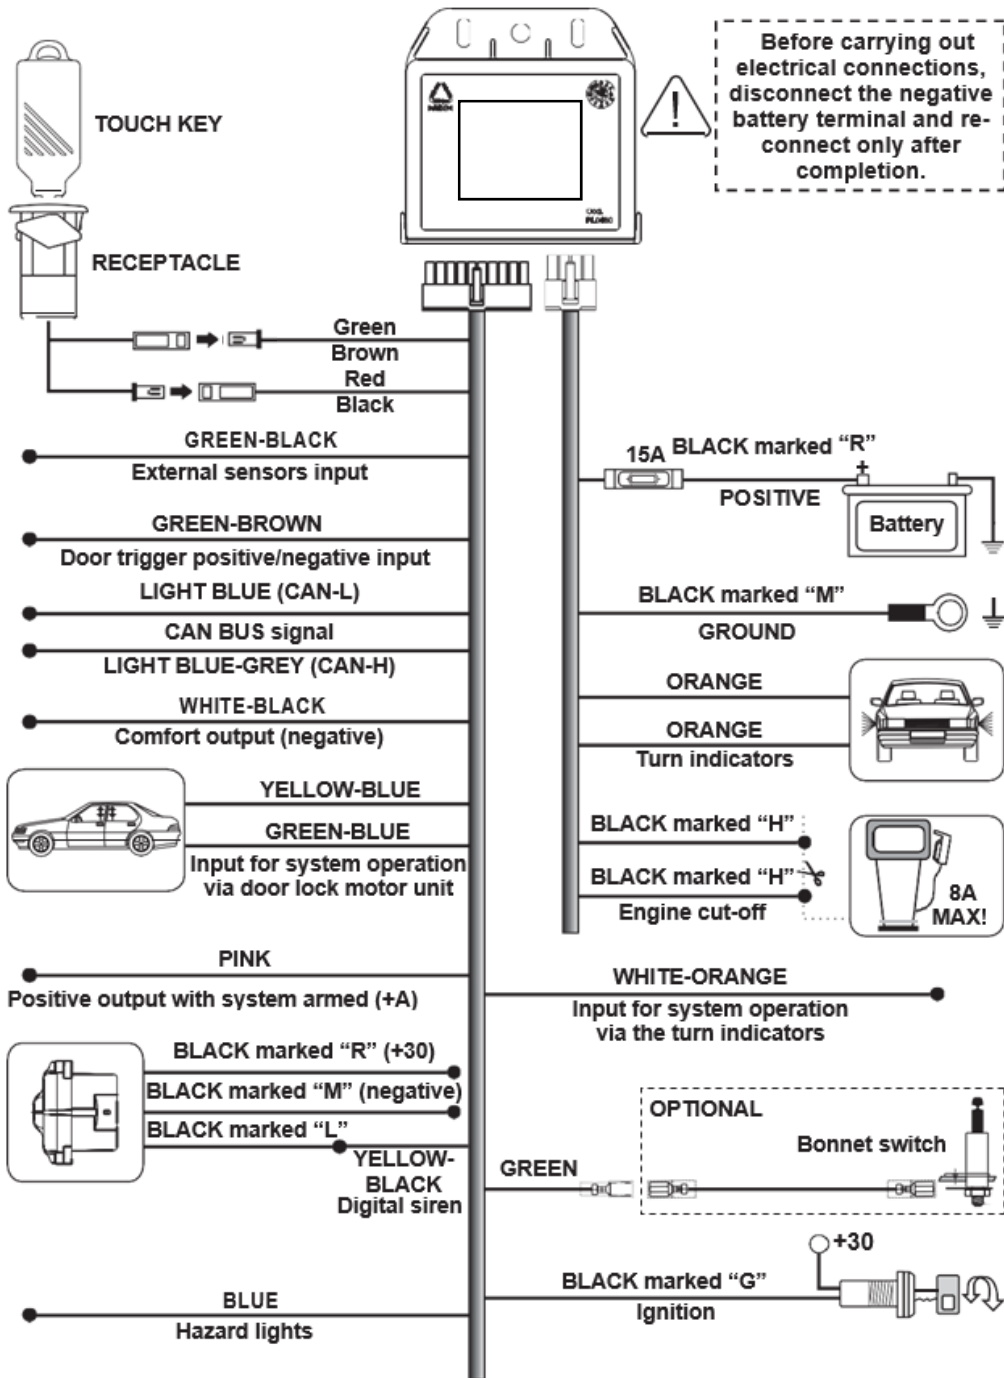 Before carrying out
electrical connections,
disconnect the negative
battery terminal and re-
connect only after
completion.
TOUCH KEY
RECEPTACLE
Green
Brown
Red
Black
GREEN-BLACK
External sensors input
GREEN-BROWN
Door trigger positive/negative input
LIGHT BLUE (CAN-L)
CAN BUS signal
LIGHT BLUE-GREY (CAN-H)
WHITE-BLACK
Comfort output (negative)
YELLOW-BLUE
GREEN-BLUE
Input for system operation
via door lock motor unit
PINK
Positive output with system armed (+A)
BLACK marked “R” (+30)
BLACK marked “M” (negative)
BLACK marked “L”
YELLOW-
BLACK
Digital siren
BLUE
Hazard lights
15A
BLACK marked “R”
+
POSITIVE
Battery
BLACK marked “M”
GROUND
ORANGE
ORANGE
Turn indicators
BLACK marked “H”
BLACK marked “H”
Engine cut-off
8A
MAX!
WHITE-ORANGE
Input for system operation
via the turn indicators
OPTIONAL
Bonnet switch
GREEN
+30
BLACK marked “G”
Ignition